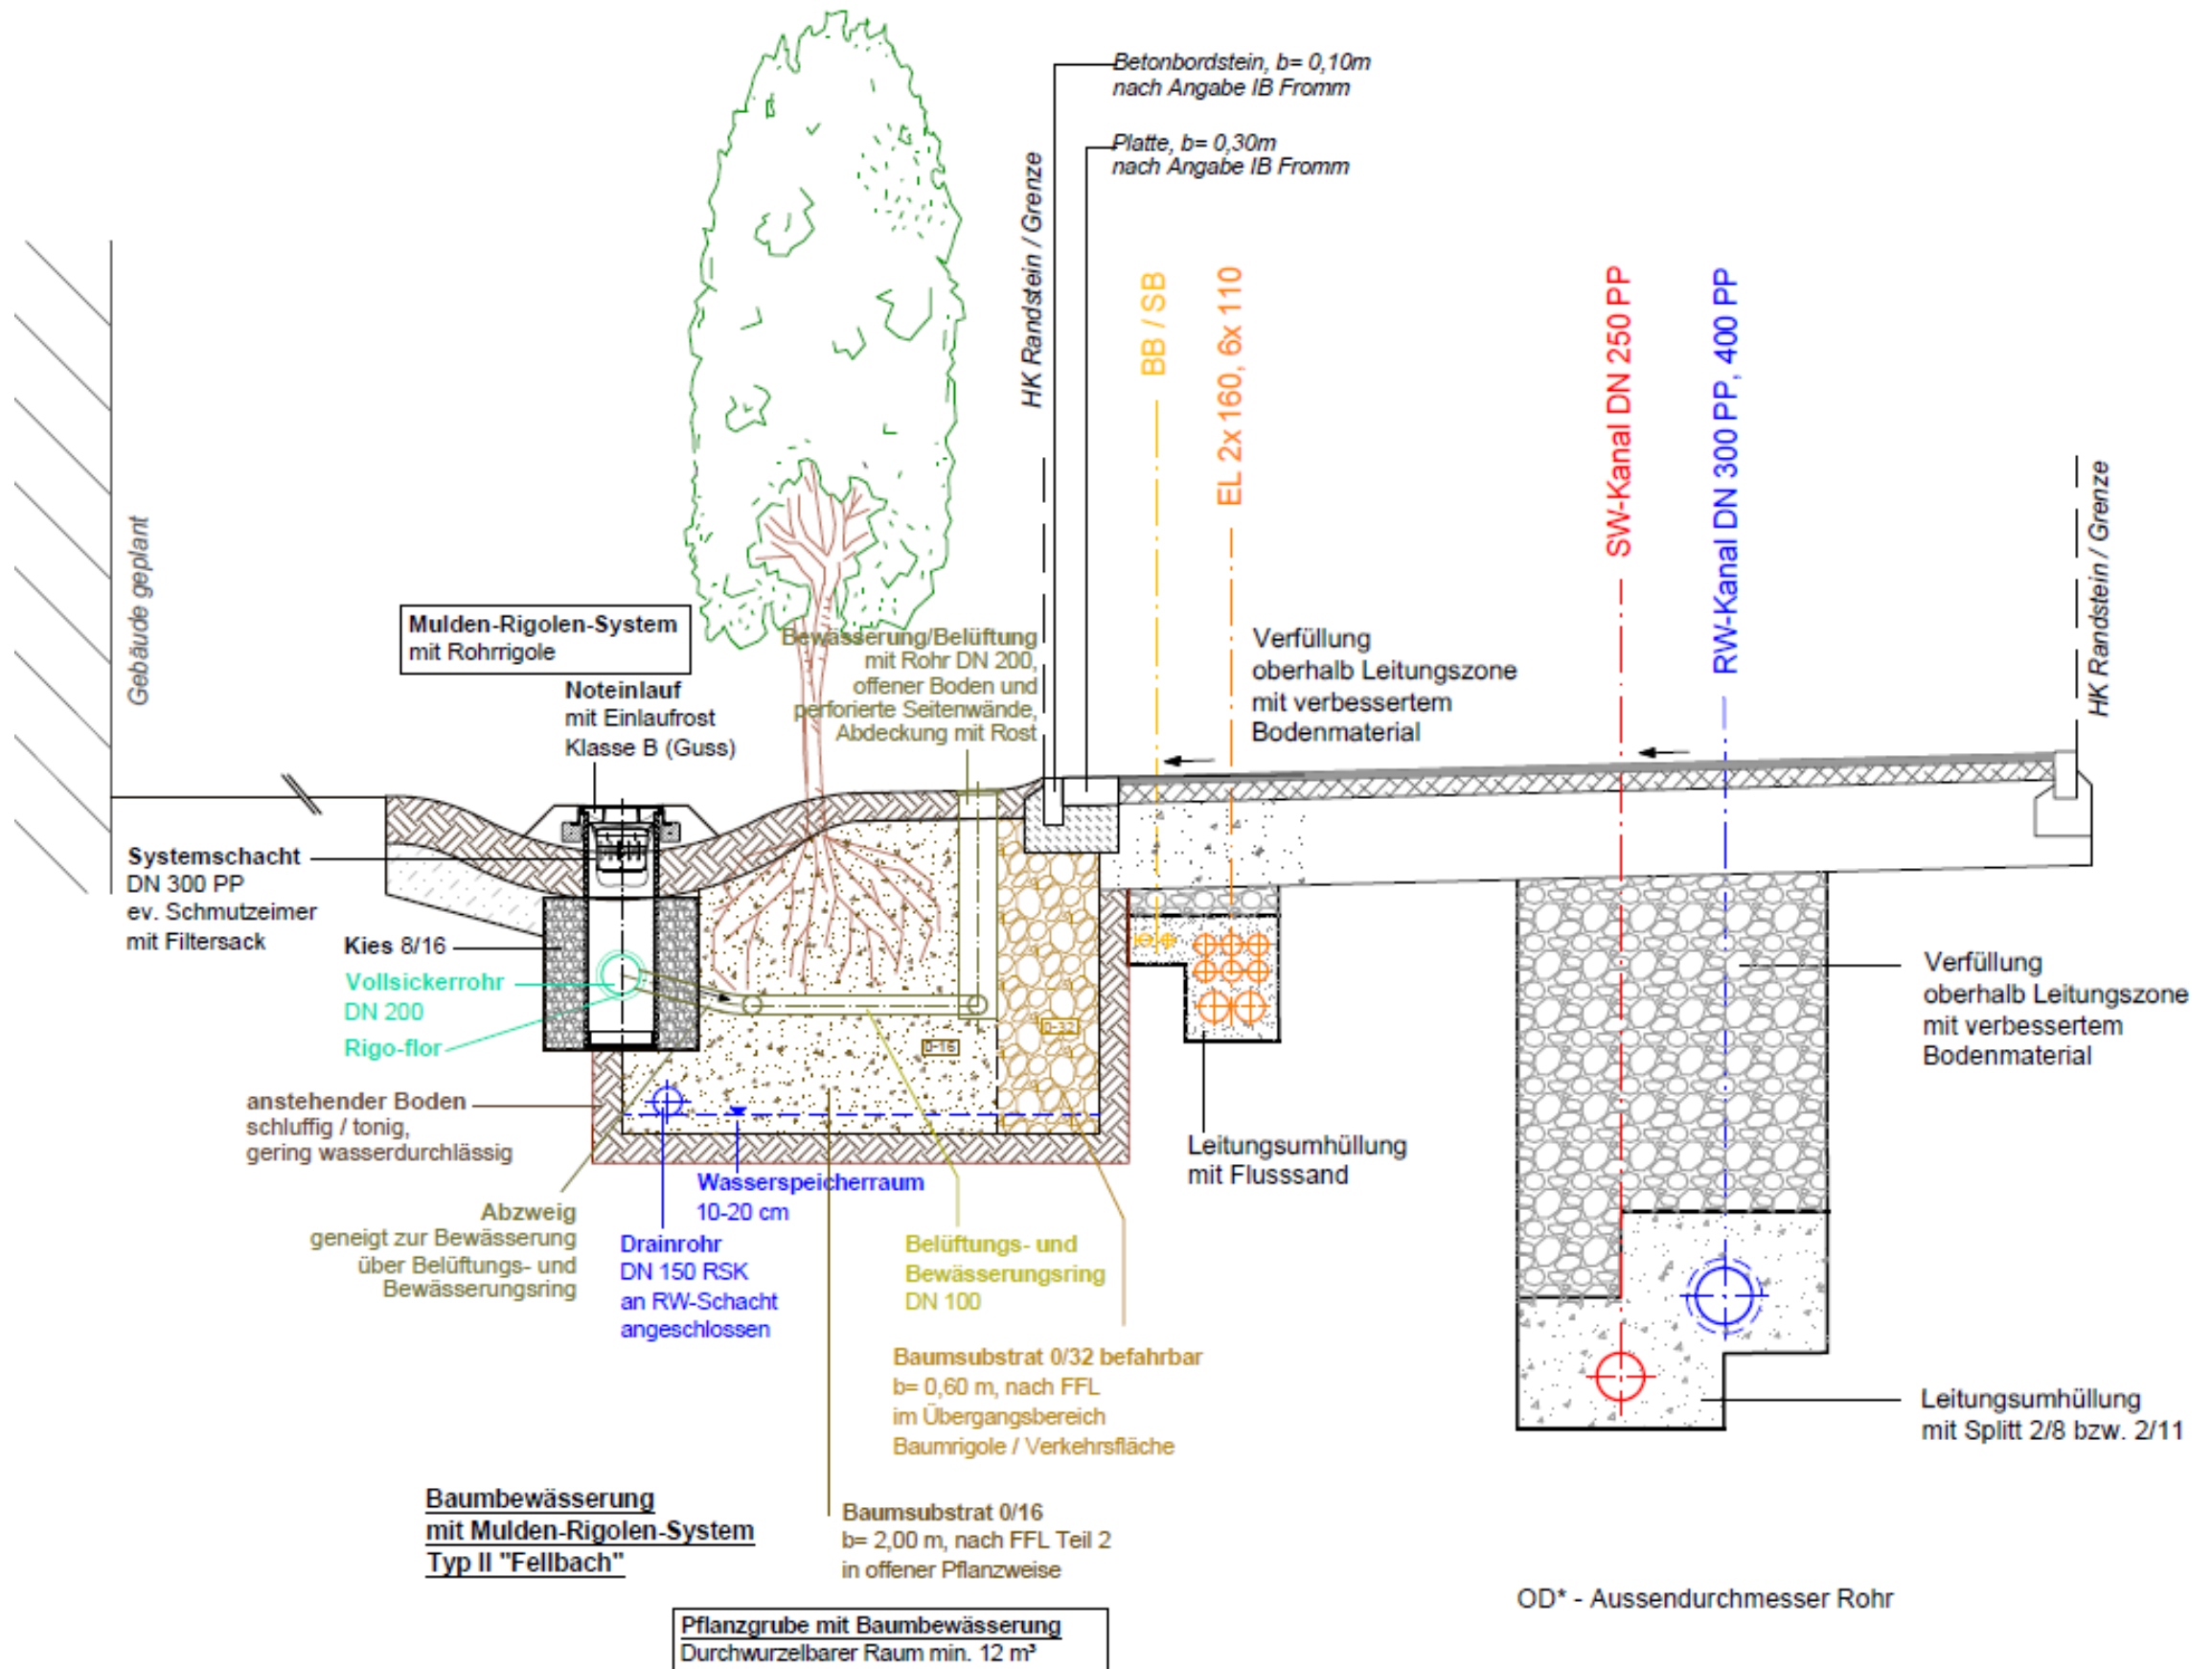 Betonbordstein, b= 0,10m
nach Angabe IB Fromm
Platte, b= 0,30m
nach Angabe IB Fromm
HK Randstein / Grenze
BB / SB
EL 2x 160, 6x 110
SW-Kanal DN 250 PP
RW-Kanal DN 300 PP, 400 PP
HK Randstein / Grenze
Gebäude geplant
Mulden-Rigolen-System
mit Rohrrigole
Noteinlauf
mit Einlaufrost
Klasse B (Guss)
Bewässerung/Belüftung
mit Rohr DN 200,
offener Boden und
perforierte Seitenwände,
Abdeckung mit Rost
Verfüllung
oberhalb Leitungszone
mit verbessertem
Bodenmaterial
Systemschacht
DN 300 PP
ev. Schmutzeimer
mit Filtersack
Kies 8/16
Vollsickerrohr
DN 200
Rigo-flor
0-16
0-32
anstehender Boden
schluffig / tonig,
gering wasserdurchlässig
Verfüllung
oberhalb Leitungszone
mit verbessertem
Bodenmaterial
Leitungsumhüllung
mit Flusssand
Wasserspeicherraum
10-20 cm
Abzweig
geneigt zur Bewässerung
über Belüftungs- und
Bewässerungsring
Drainrohr
DN 150 RSK
an RW-Schacht
angeschlossen
Belüftungs- und
Bewässerungsring
DN 100
Baumsubstrat 0/32 befahrbar
b= 0,60 m, nach FFL
im Übergangsbereich
Baumrigole / Verkehrsfläche
Leitungsumhüllung
mit Splitt 2/8 bzw. 2/11
Baumbewässerung
mit Mulden-Rigolen-System
Typ II "Fellbach"
Baumsubstrat 0/16
b= 2,00 m, nach FFL Teil 2
in offener Pflanzweise
OD* - Aussendurchmesser Rohr
Pflanzgrube mit Baumbewässerung
Durchwurzelbarer Raum min. 12 m³